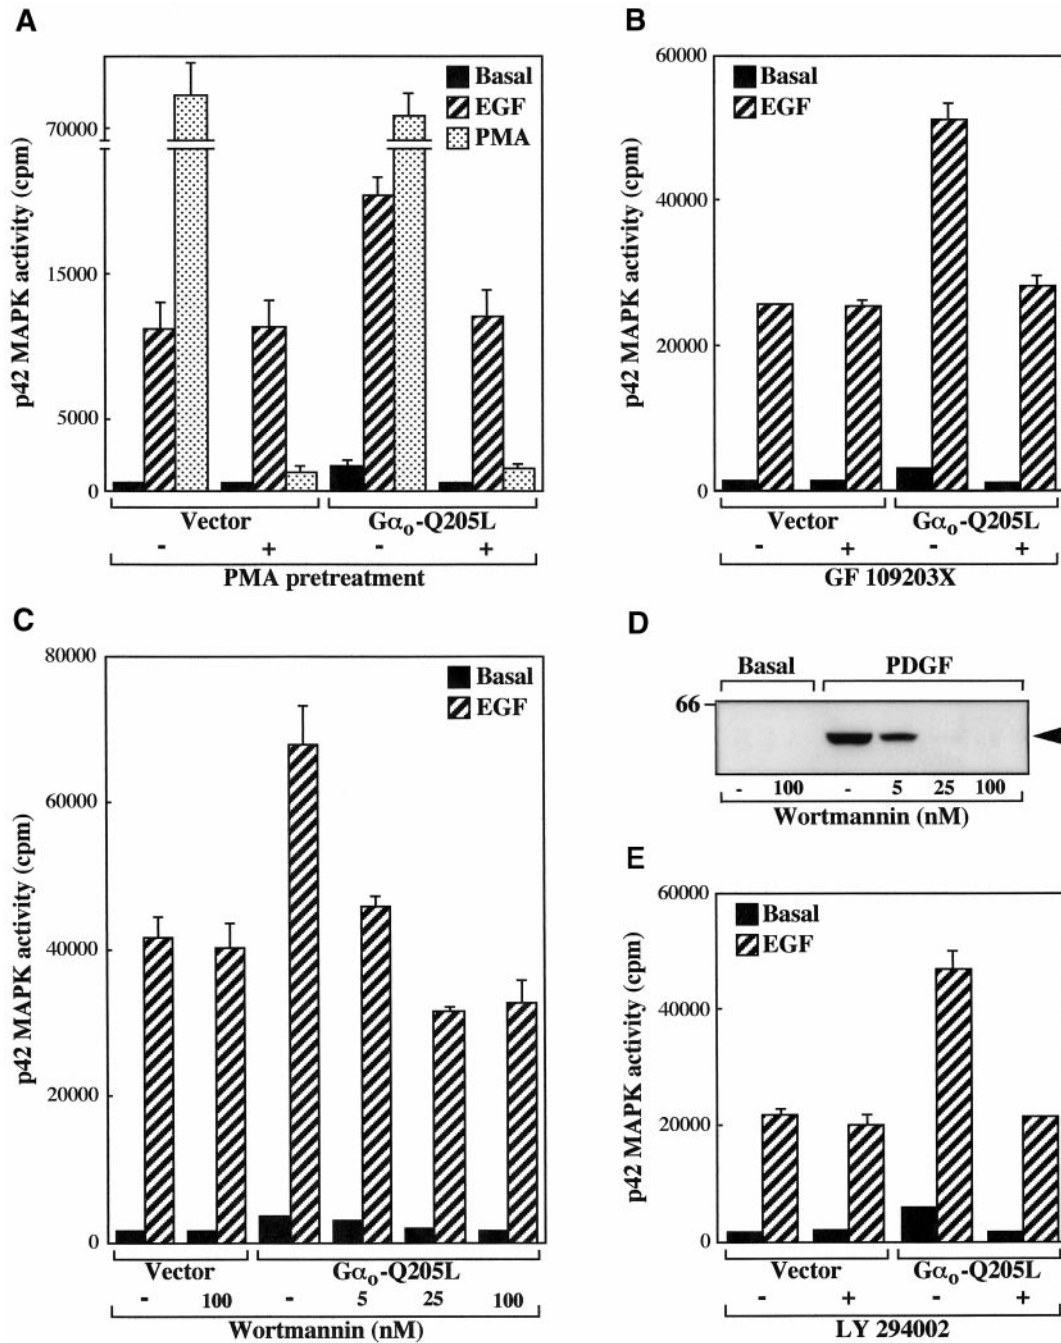 A
Basal
EGF
PMA
70000
15000
5000
0
p42 MAPK activity (cpm)
Vector
Gαo-Q205L
- + - +
PMA pretreatment
B
60000
Basal
EGF
40000
20000
0
p42 MAPK activity (cpm)
Vector
Gαo-Q205L
- + - +
GF 109203X
C
80000
Basal
EGF
60000
40000
20000
0
p42 MAPK activity (cpm)
Vector
Gαo-Q205L
- 100 - 5 25 100
Wortmannin (nM)
D
Basal PDGF
66
- 100 - 5 25 100
Wortmannin (nM)
E
60000
Basal
EGF
40000
20000
0
p42 MAPK activity (cpm)
Vector
Gαo-Q205L
- + - +
LY 294002